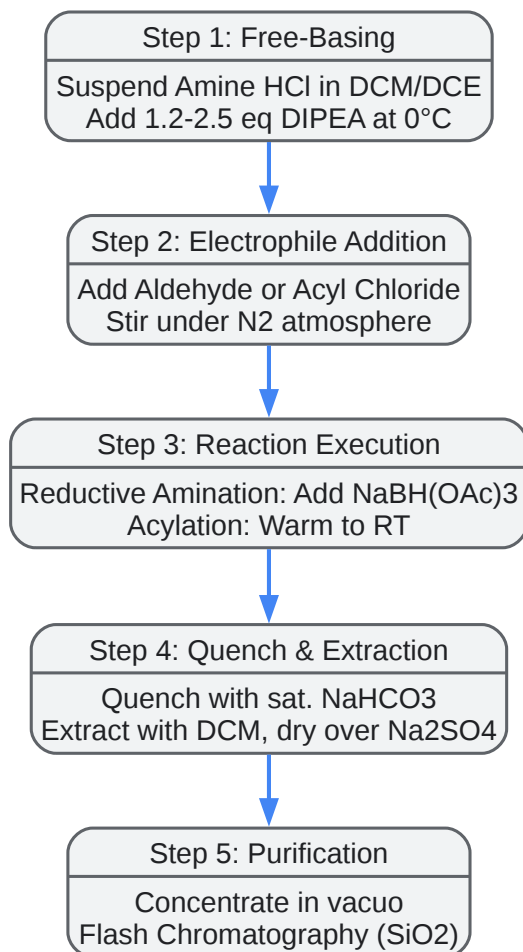 Step 1: Free-Basing
Suspend Amine HCl in DCM/DCE
Add 1.2-2.5 eq DIPEA at 0°C
Step 2: Electrophile Addition
Add Aldehyde or Acyl Chloride
Stir under N2 atmosphere
Step 3: Reaction Execution
Reductive Amination: Add NaBH(OAc)3
Acylation: Warm to RT
Step 4: Quench & Extraction
Quench with sat. NaHCO3
Extract with DCM, dry over Na2SO4
Step 5: Purification
Concentrate in vacuo
Flash Chromatography (SiO2)